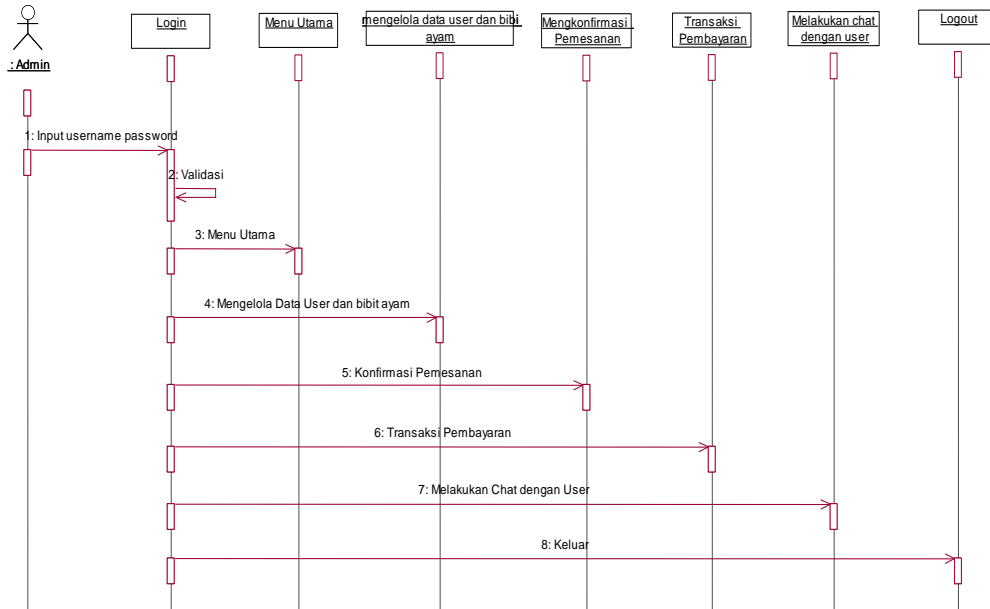 : Admin
Login
Menu Utama
mengelola data user dan bibi
ayam
Mengkonfirmasi
Pemesanan
Transaksi
Pembayaran
Melakukan chat
dengan user
Logout
1: Input username password
2: Validasi
3: Menu Utama
4: Mengelola Data User dan bibit ayam
5: Konfirmasi Pemesanan
6: Transaksi Pembayaran
7: Melakukan Chat dengan User
8: Keluar